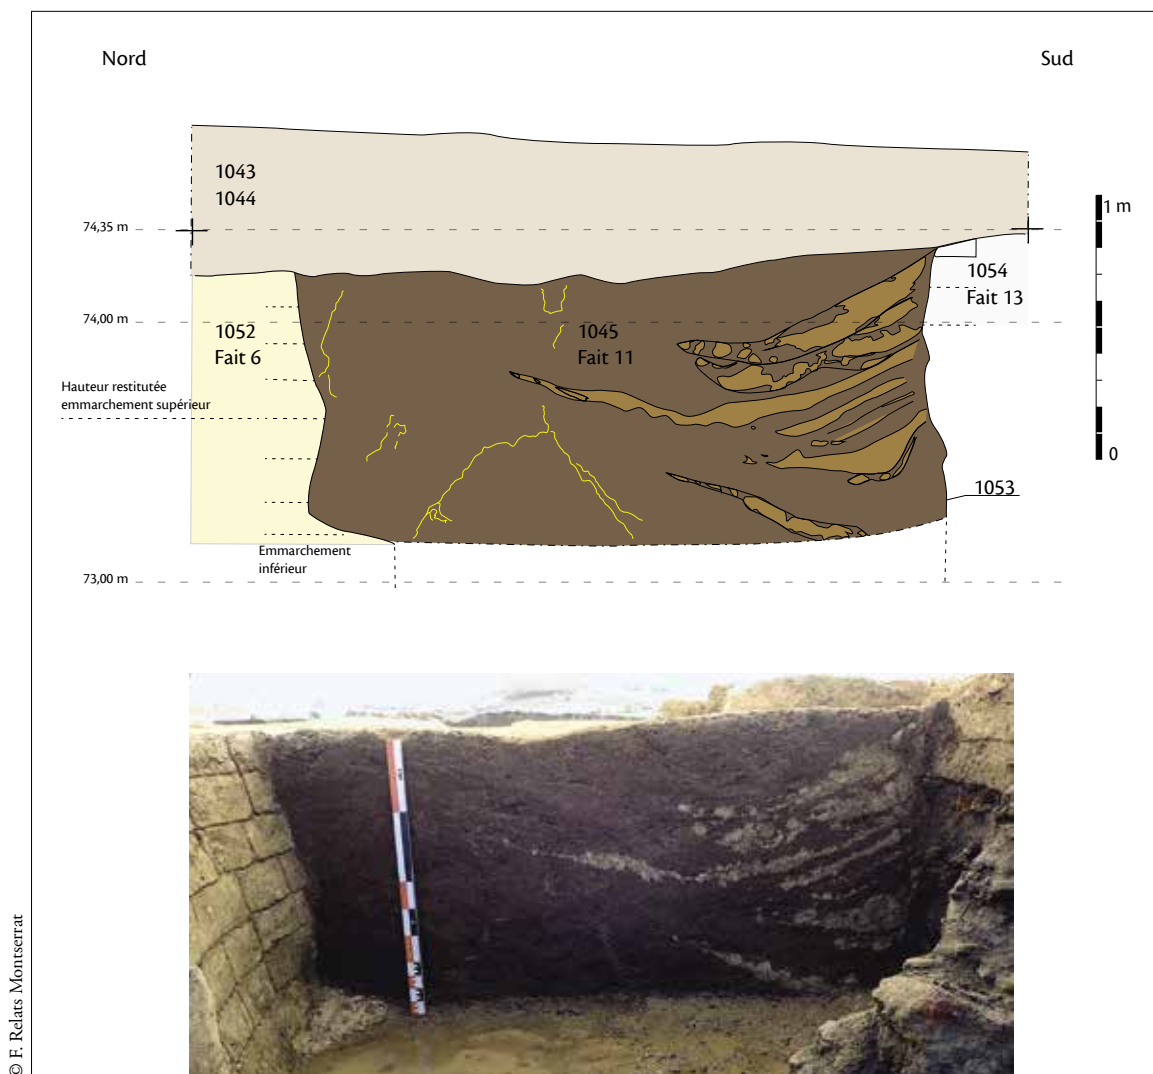 Nord
Sud
1043
1044
74,35 m
1 m
1054
Fait 13
74,00 m
1052
Fait 6
1045
Fait 11
Hauteur restitutée
emmarchement supérieur
0
1053
Emmarchement
inférieur
73,00 m
© F. Relats Montserrat